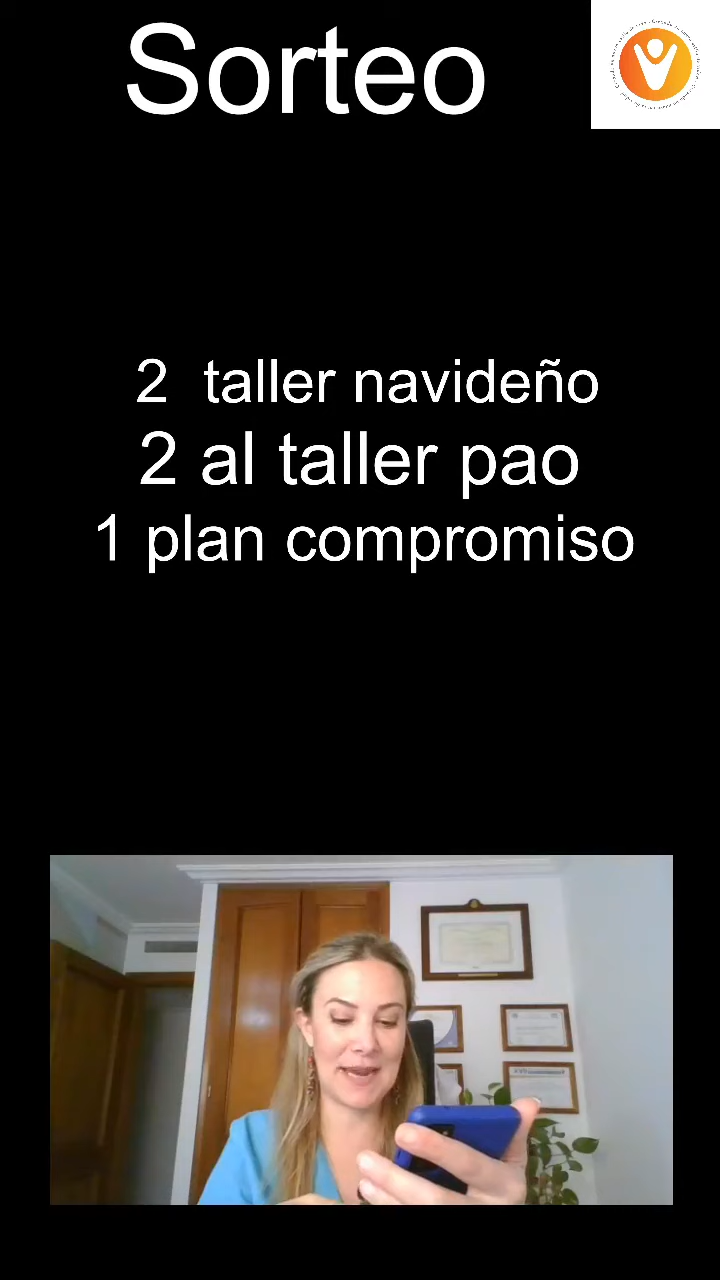 Sorteo
2 taller navideño
2 al taller pao
1 plan compromiso